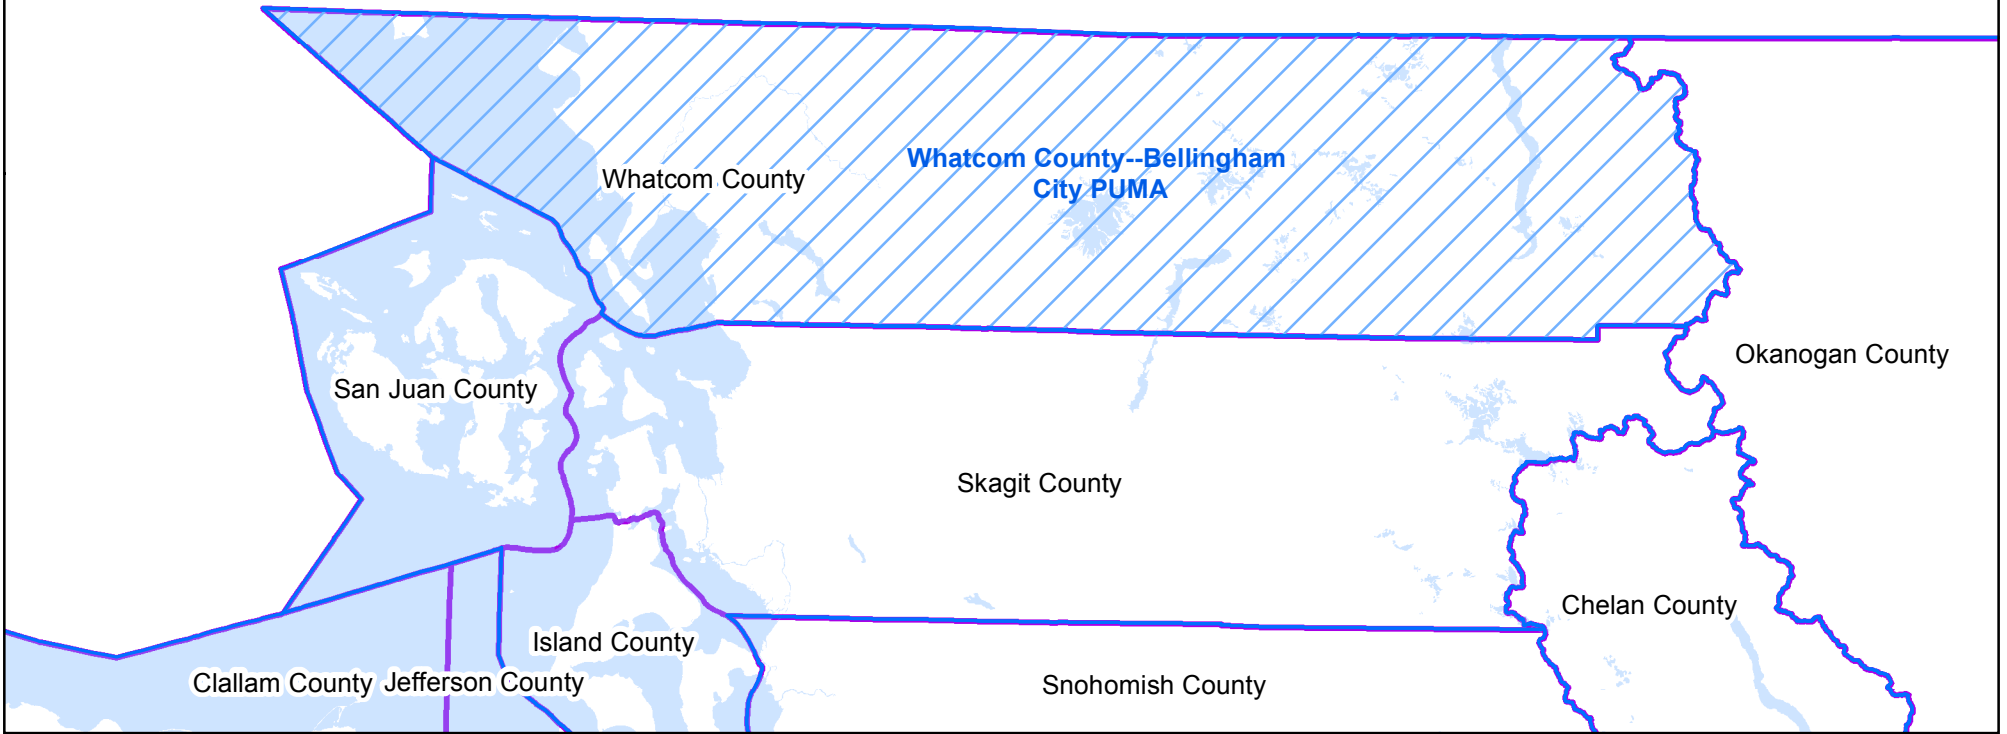 Whatcom County--Bellingham
City PUMA
Whatcom County
Okanogan County
San Juan County
Skagit County
Chelan County
Island County
Clallam County
Jefferson County
Snohomish County